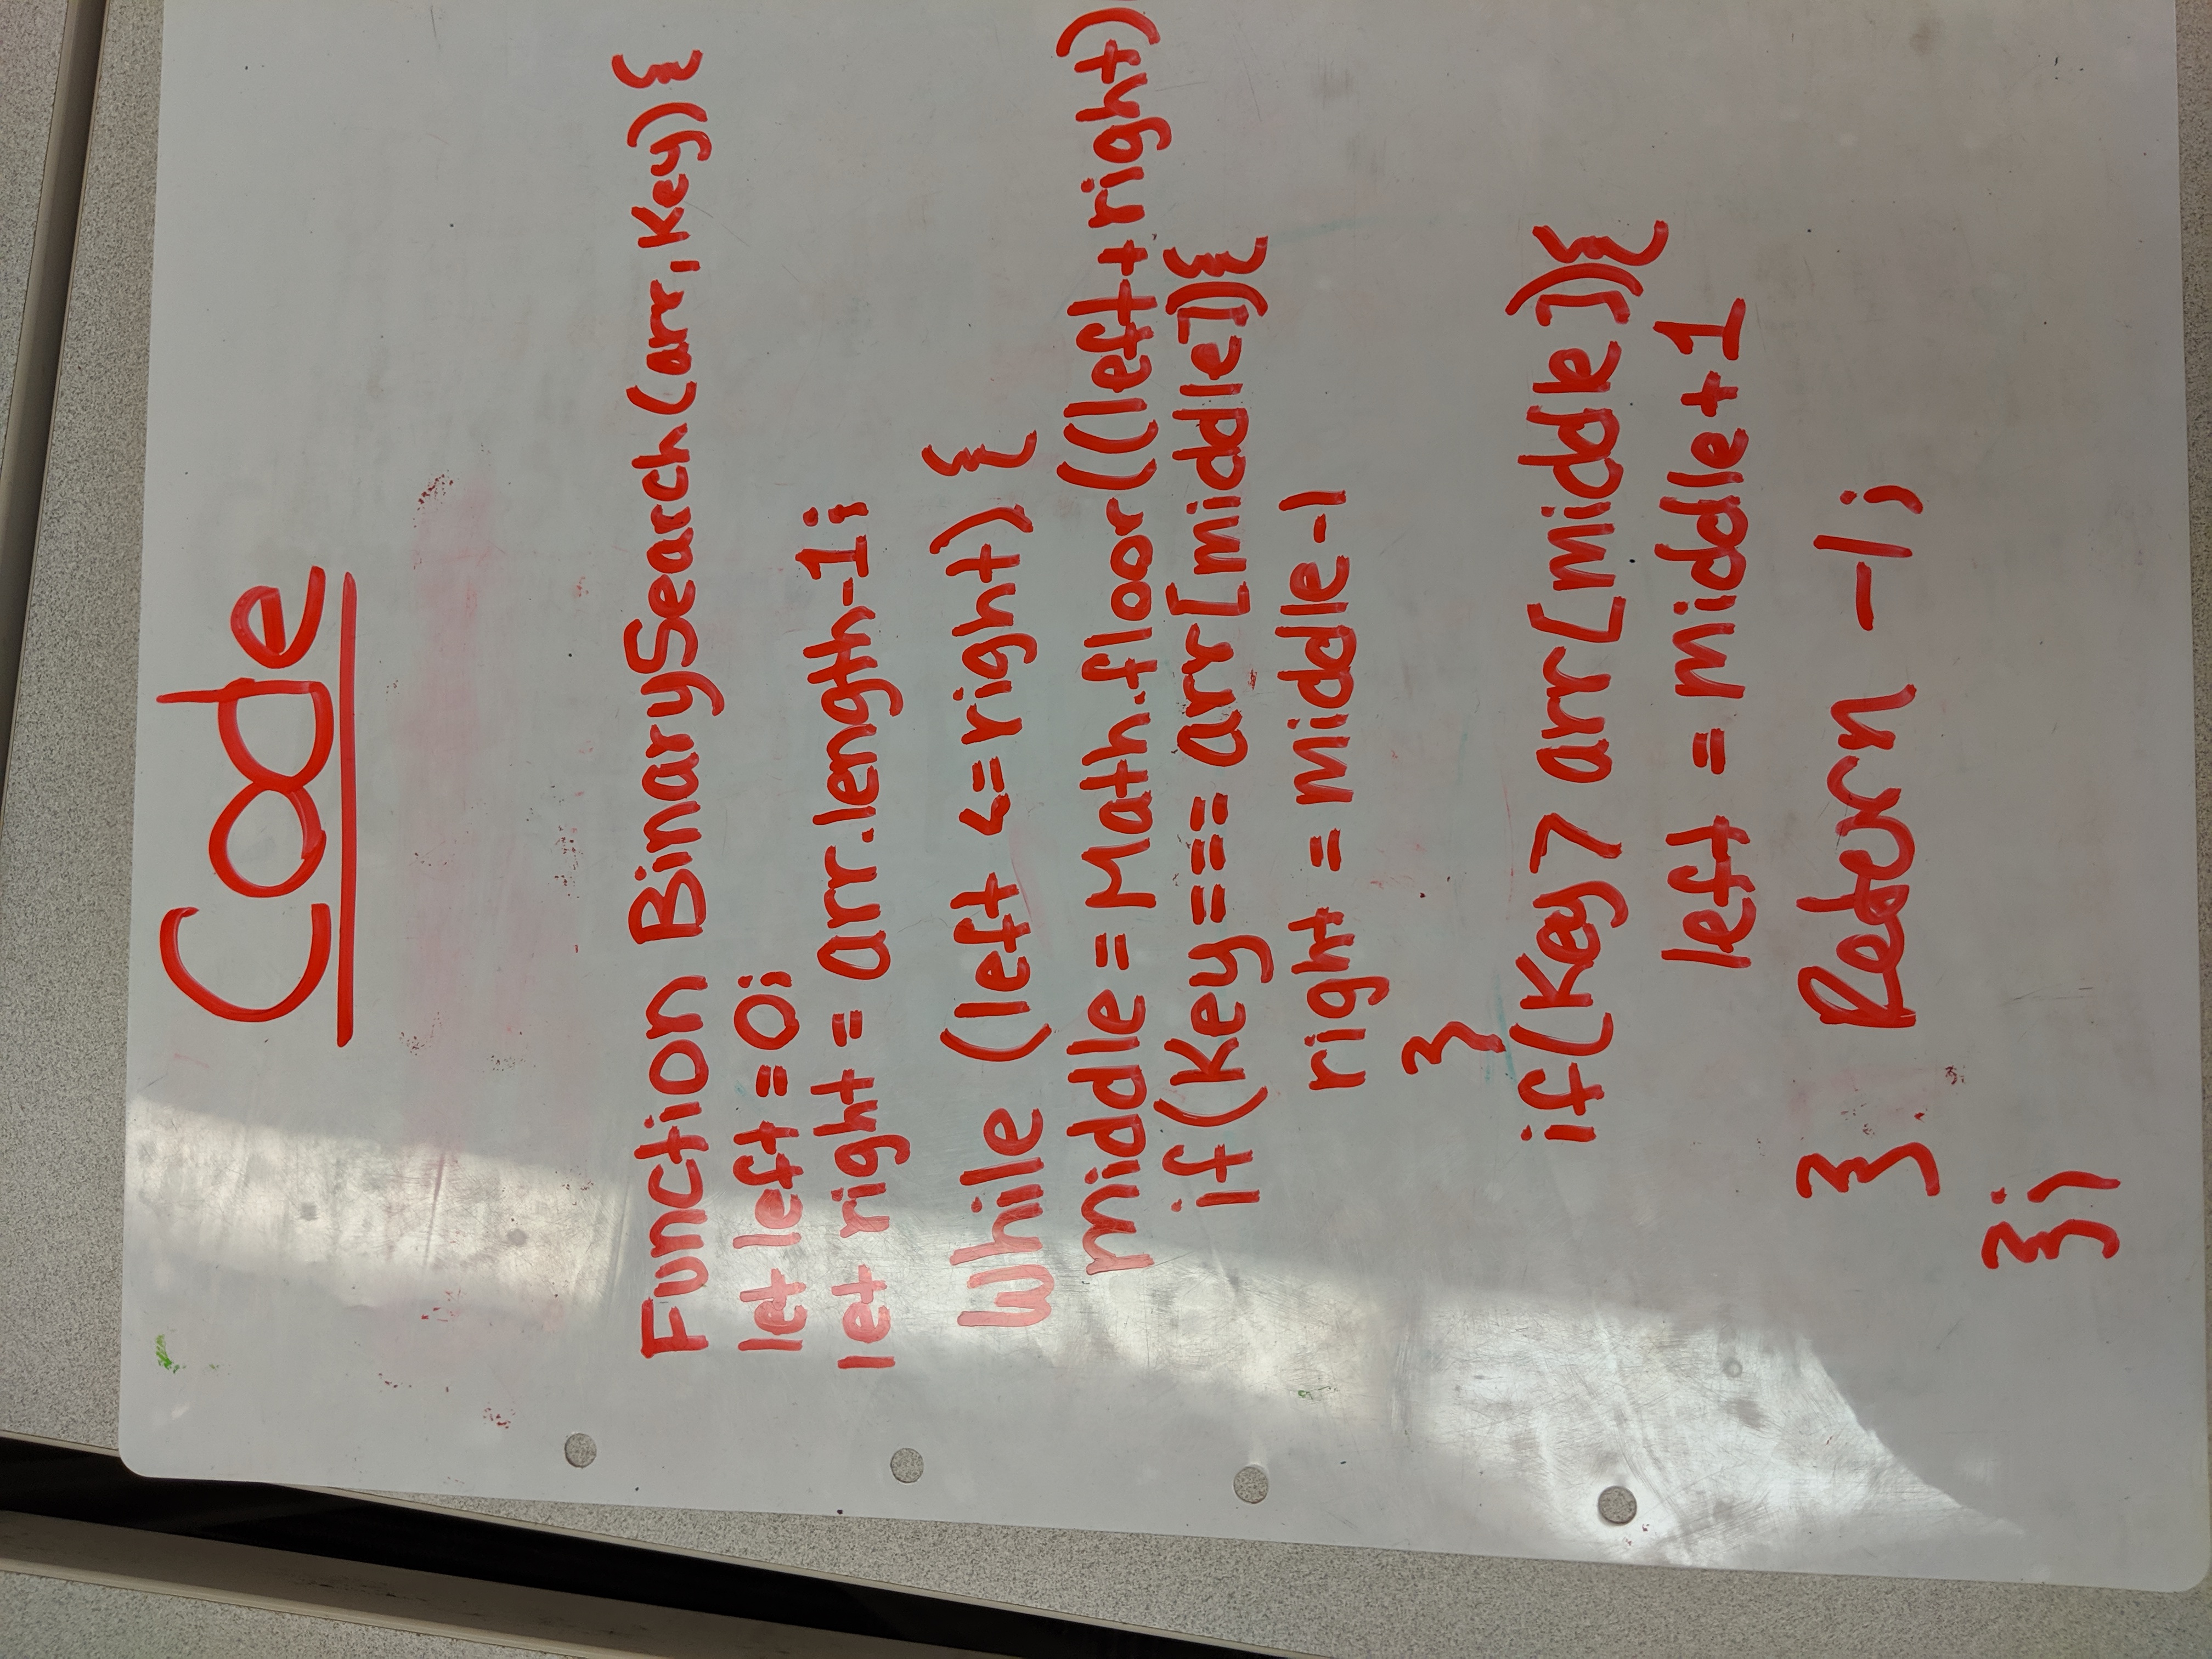 Code
Function BinarySearch(arr, Key) {
let left = 0;
let right = arr.length-1;
While (left <= right) {
middle = Math.floor((left + right)
if(Key === arr[middle]){
right = middle-1
}
if(Key > arr[middle]){
left = middle+1
} Return -1;
};